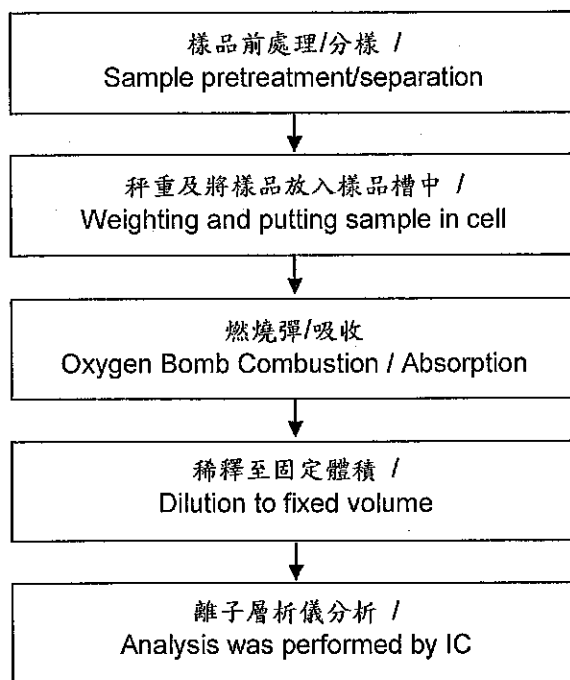 樣品前處理/分樣 /
Sample pretreatment/separation
秤重及將樣品放入樣品槽中 /
Weighting and putting sample in cell
燃燒彈/吸收
Oxygen Bomb Combustion / Absorption
稀釋至固定體積 /
Dilution to fixed volume
離子層析儀分析 /
Analysis was performed by IC